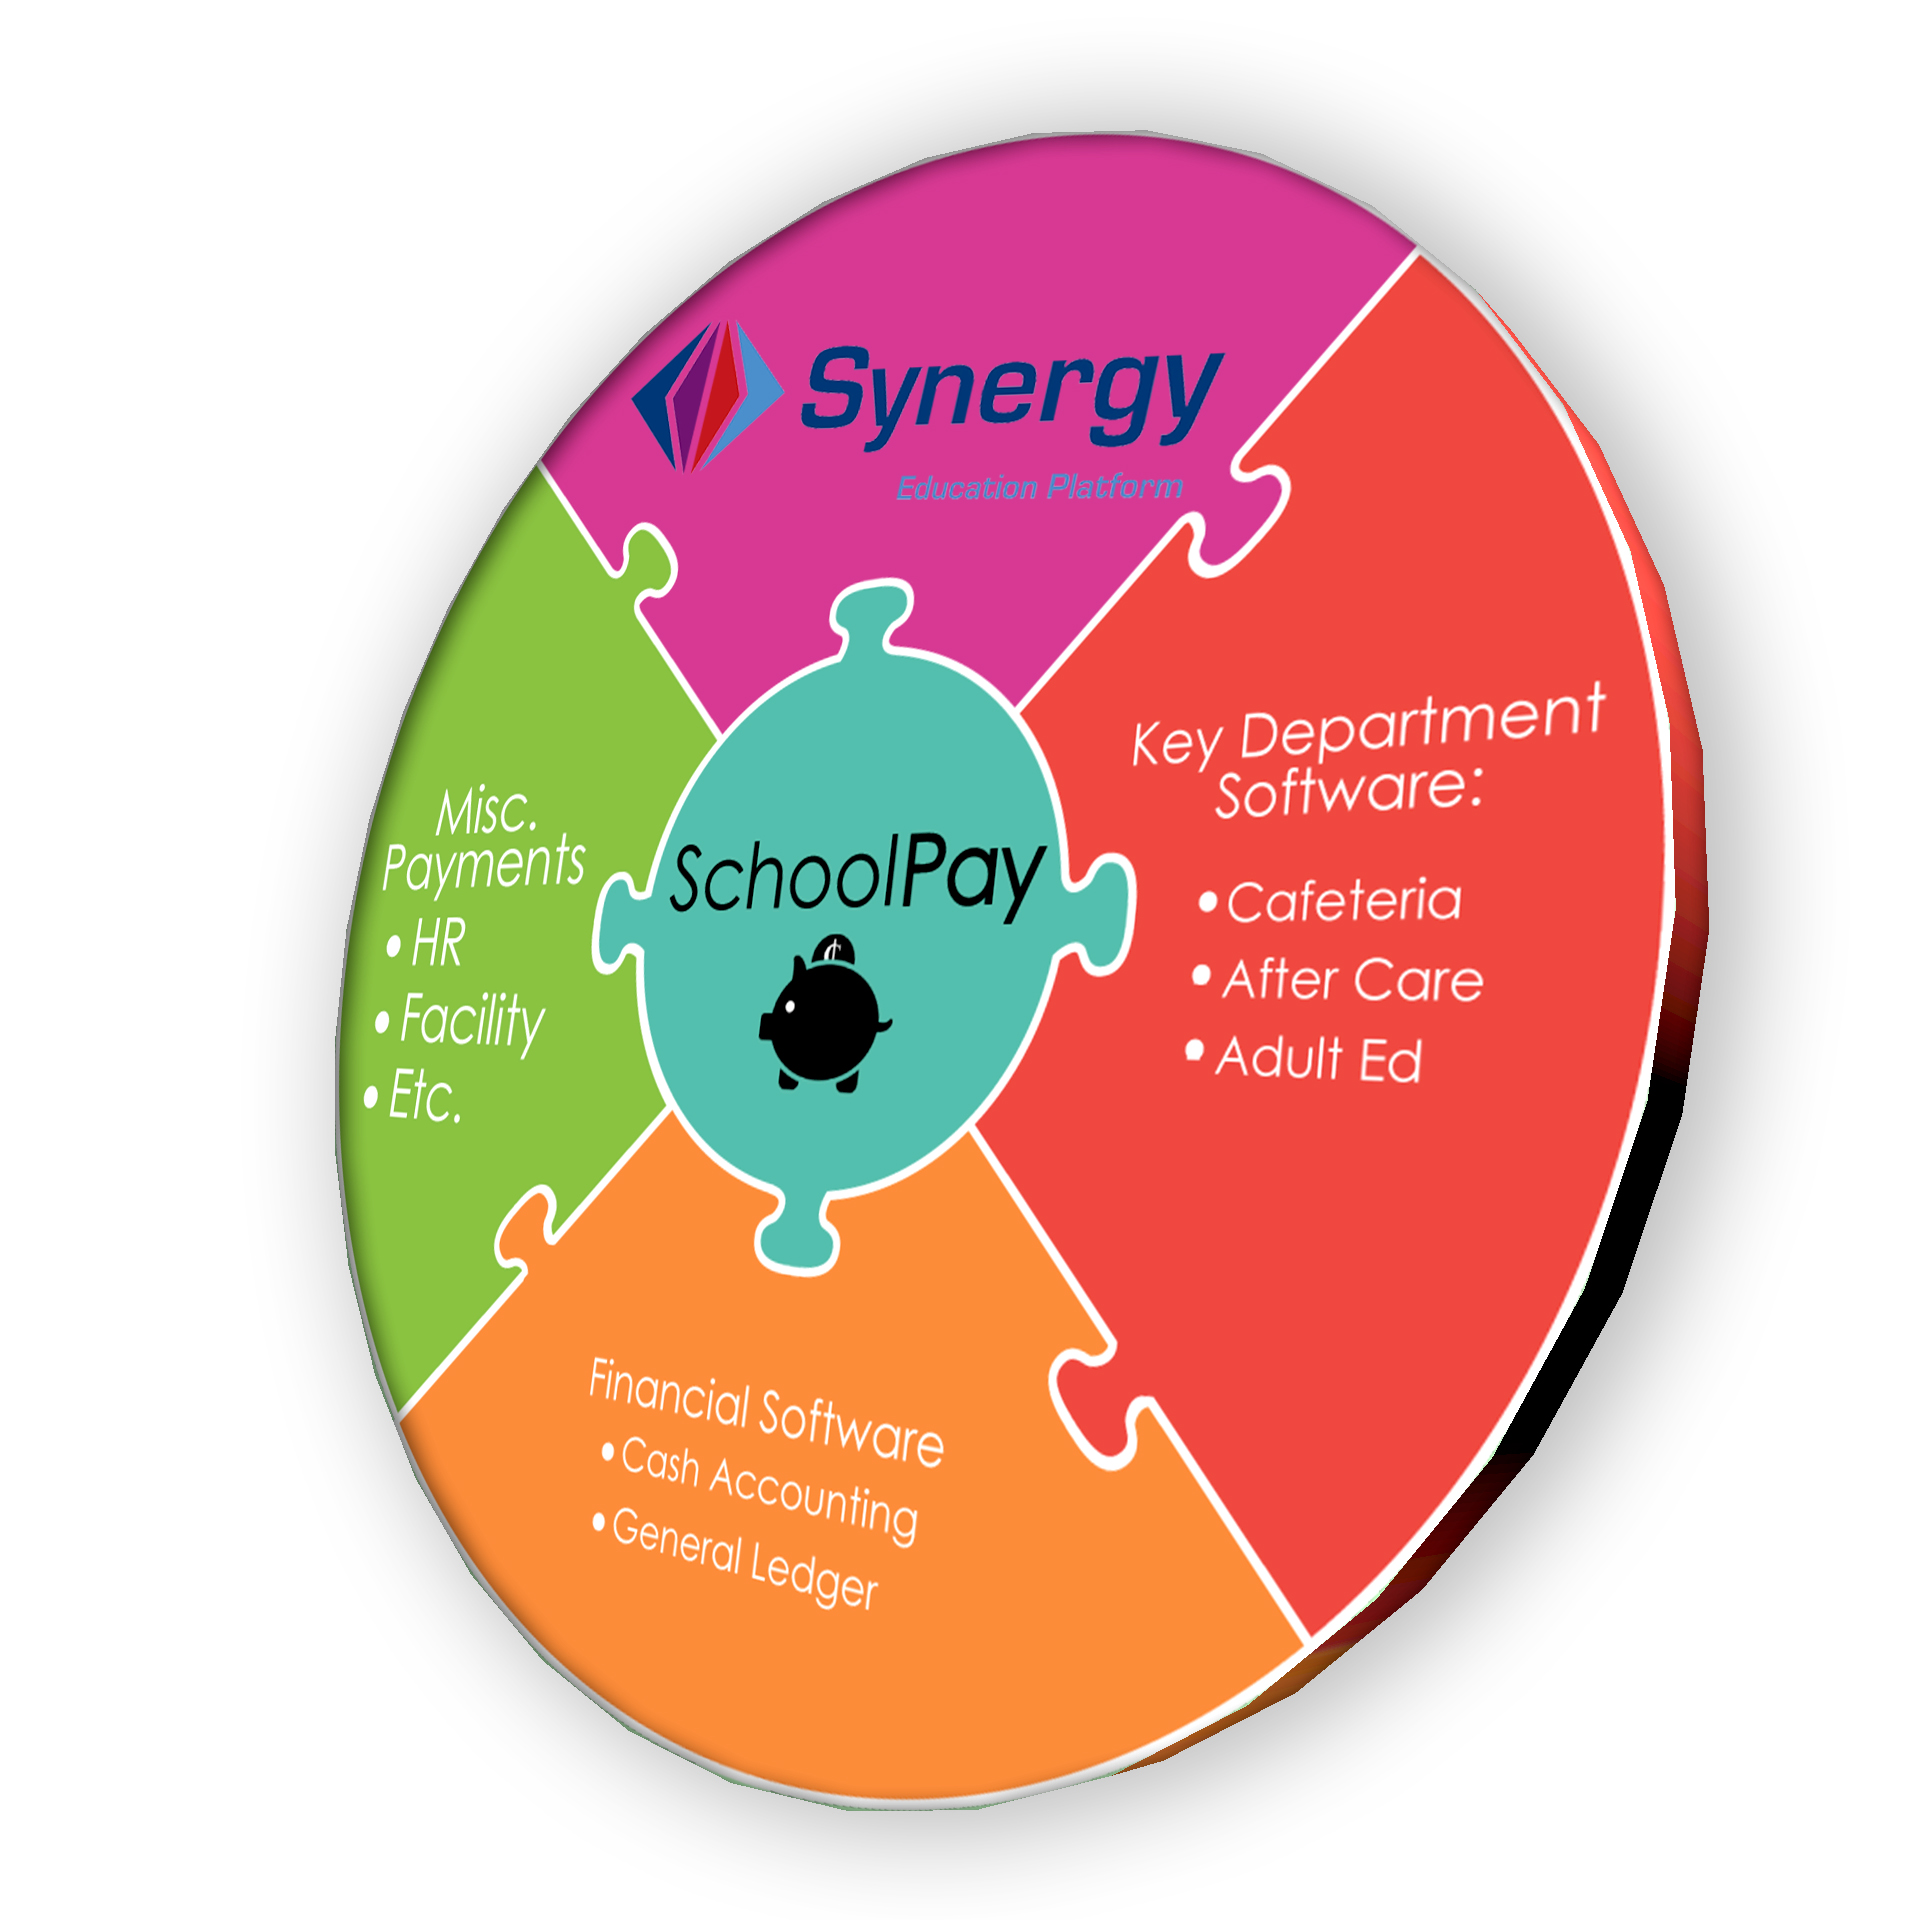 Synergy
Education Platform
Key Department
Software:
• Cafeteria
• After Care
• Adult Ed
Misc.
Payments
• HR
• Facility
• Etc.
SchoolPay
¢
Financial Software
• Cash Accounting
• General Ledger